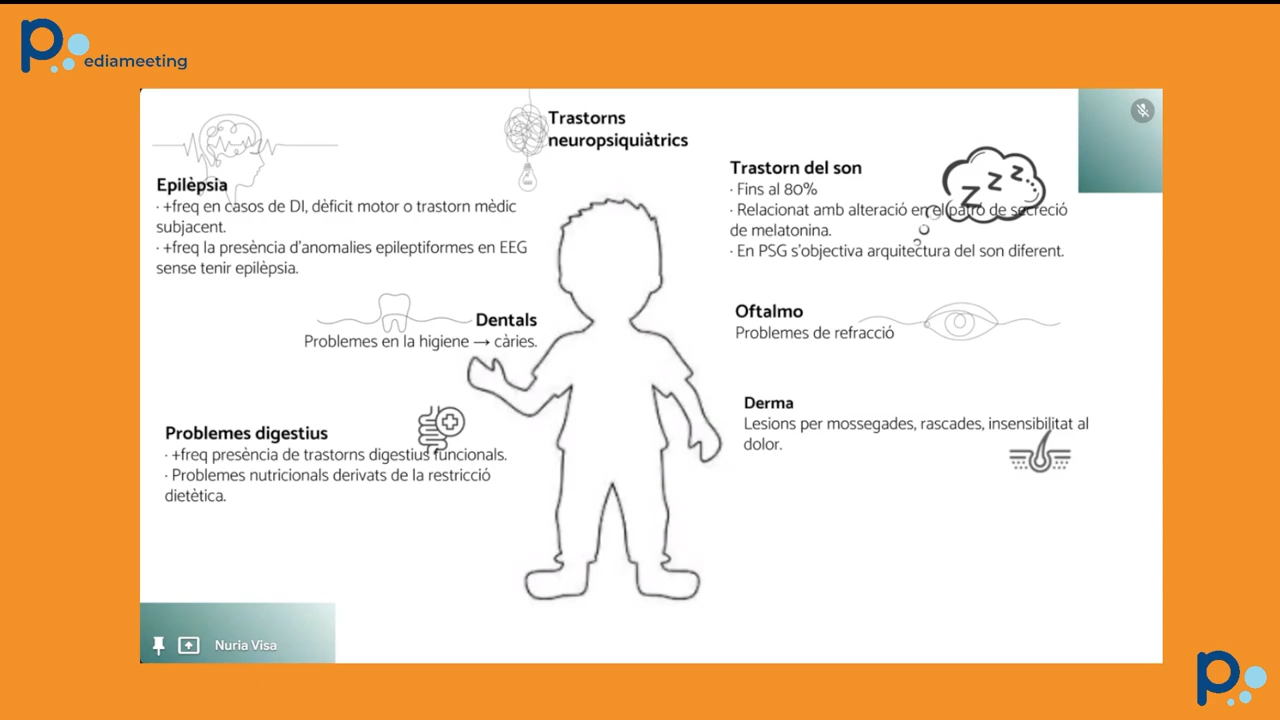 pediameeting
Trastorns
neuropsiquiàtrics
Epilèpsia
· +freq en casos de DI, dèficit motor o trastorn mèdic
subjacent.
· +freq la presència d'anomalies epileptiformes en EEG
sense tenir epilèpsia.
Trastorn del son
· Fins al 80%
· Relacionat amb alteració en el patró de secreció
de melatonina.
· En PSG s'objectiva arquitectura del son diferent.
z z z
Dentals
Problemes en la higiene → càries.
Oftalmo
Problemes de refracció
Derma
Lesions per mossegades, rascades, insensibilitat al
dolor.
Problemes digestius
· +freq presència de trastorns digestius funcionals.
· Problemes nutricionals derivats de la restricció
dietètica.
Nuria Visa
p